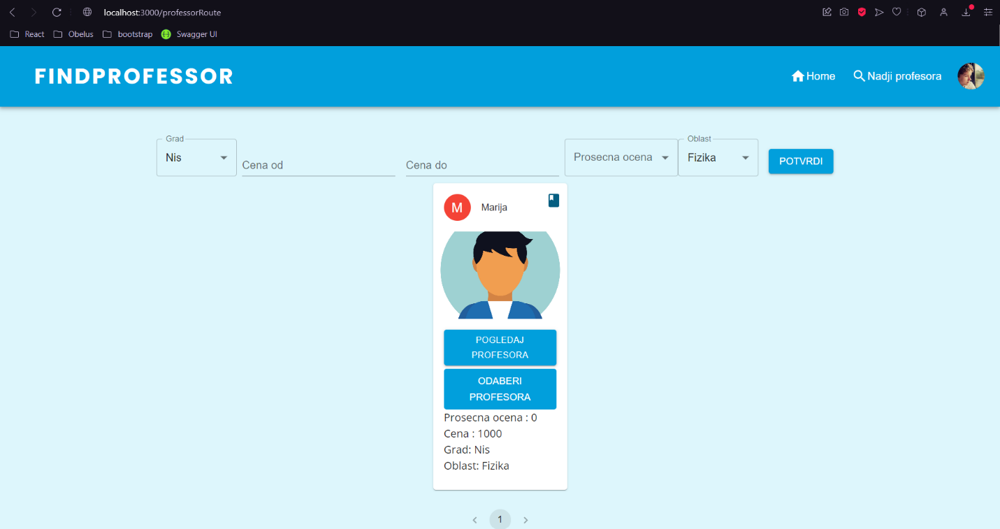 localhost:3000/professorRoute
React Obelus bootstrap Swagger UI
FINDPROFESSOR Home Nadji profesora
Grad Oblast
Nis Cena od Cena do Prosecna ocena Fizika POTVRDI
M Marija
POGLEDAJ
PROFESORA
ODABERI
PROFESORA
Prosecna ocena : 0
Cena : 1000
Grad: Nis
Oblast: Fizika
1